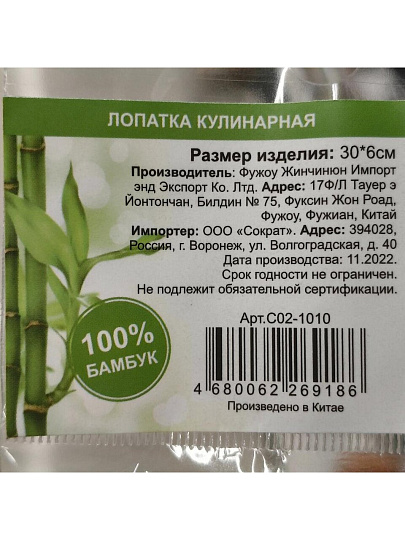 ЛОПАТКА КУЛИНАРНАЯ
Размер изделия: 30*6см
Производитель: Фужоу Жинчинюн Импорт
энд Экспорт Ко. Лтд. Адрес: 17Ф/Л Тауер э
Йонтончан, Билдин № 75, Фуксин Жон Роад,
Фужоу, Фужиан, Китай
Импортер: ООО «Сократ». Адрес: 394028,
Россия, г. Воронеж, ул. Волгоградская, д. 40
Дата производства: 11.2022.
Срок годности не ограничен.
Не подлежит обязательной сертификации.
Арт.С02-1010
100%
БАМБУК
4 680062 269186
Произведено в Китае